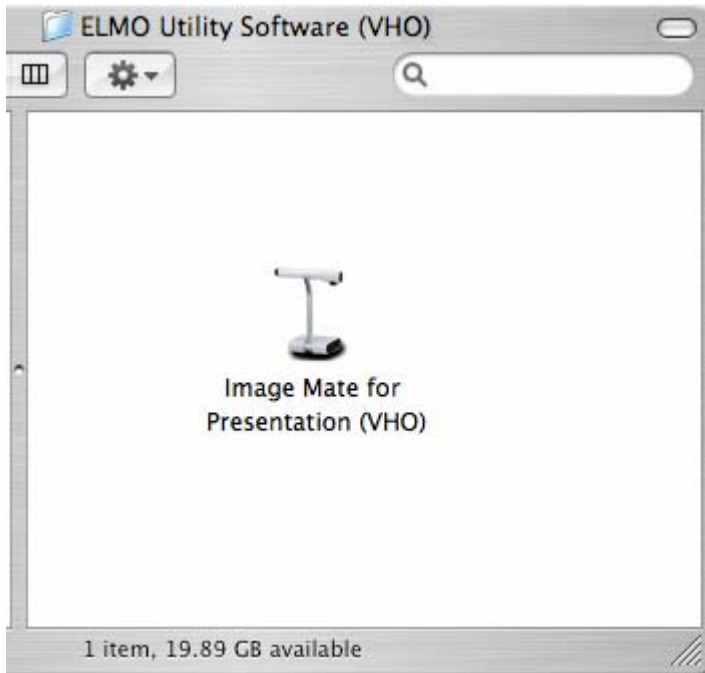 ELMO Utility Software (VHO)
Image Mate for
Presentation (VHO)
1 item, 19.89 GB available